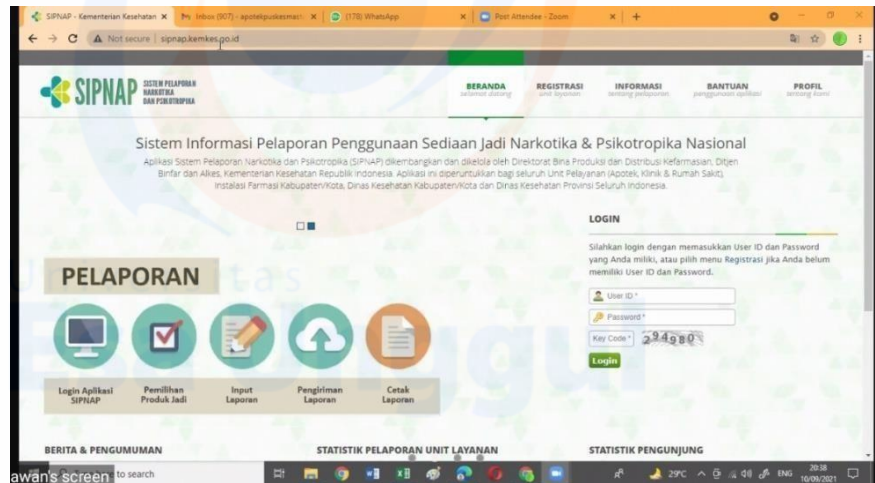 SIPNAP - Kementerian Kesehatan
Inbox (907) - apotekpuskesmas
(178) WhatsApp
Post Attendee - Zoom
Not secure
sipnap.kemkes.go.id
SIPNAP
SISTEM PELAPORAN
NARKOTIKA
DAN PSIKOTROPIKA
BERANDA
selamat datang
REGISTRASI
unit layanan
INFORMASI
tentang pelaporan
BANTUAN
penggunaan aplikasi
PROFIL
tentang kami
Sistem Informasi Pelaporan Penggunaan Sediaan Jadi Narkotika & Psikotropika Nasional
Aplikasi Sistem Pelaporan Narkotika dan Psikotropika (SIPNAP) dikembangkan dan dikelola oleh Direktorat Bina Produksi dan Distribusi Kefarmasian, Ditjen
Binfar dan Alkes, Kementerian Kesehatan Republik Indonesia. Aplikasi ini diperuntukkan bagi seluruh Unit Pelayanan (Apotek, Klinik & Rumah Sakit),
Instalasi Farmasi Kabupaten/Kota, Dinas Kesehatan Kabupaten/Kota dan Dinas Kesehatan Provinsi Seluruh Indonesia.
LOGIN
Silahkan login dengan memasukkan User ID dan Password
yang Anda miliki, atau pilih menu Registrasi jika Anda belum
memiliki User ID dan Password.
User ID *
Password *
Key Code *
294980
Login
PELAPORAN
Login Aplikasi
SIPNAP
Pemilihan
Produk Jadi
Input
Laporan
Pengiriman
Laporan
Cetak
Laporan
Universitas
Esa Unggul
BERITA & PENGUMUMAN
STATISTIK PELAPORAN UNIT LAYANAN
STATISTIK PENGUNJUNG
awan's screen
to search
29°C
ENG
20:38
10/09/2021